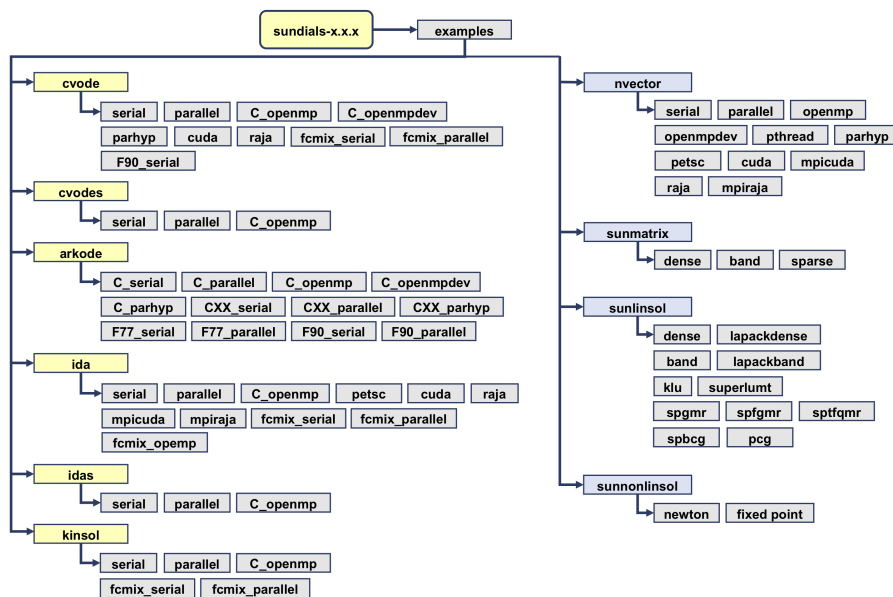 sundials-x.x.x examples
cvode
serial parallel C_openmp C_openmpdev
parhyp cuda raja fcmix_serial fcmix_parallel
F90_serial
cvodes
serial parallel C_openmp
arkode
C_serial C_parallel C_openmp C_openmpdev
C_parhyp CXX_serial CXX_parallel CXX_parhyp
F77_serial F77_parallel F90_serial F90_parallel
ida
serial parallel C_openmp petsc cuda raja
mpicuda mpiraja fcmix_serial fcmix_parallel
fcmix_opemp
idas
serial parallel C_openmp
kinsol
serial parallel C_openmp
fcmix_serial fcmix_parallel
nvector
serial parallel openmp
openmpdev pthread parhyp
petsc cuda mpicuda
raja mpiraja
sunmatrix
dense band sparse
sunlinsol
dense lapackdense
band lapackband
klu superlumt
spgmr spfgmr sptfqmr
spbcg pcg
sunnonlinsol
newton fixed point